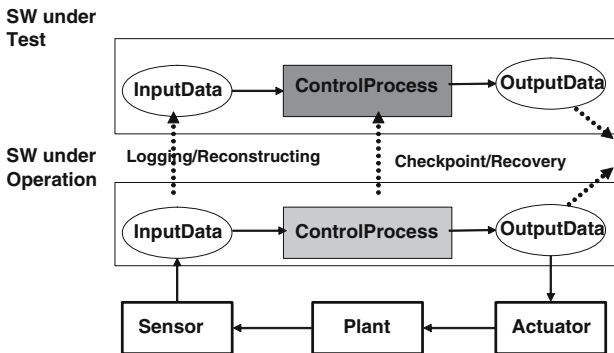 SW under
Test
InputData
ControlProcess
OutputData
SW under
Operation
Logging/Reconstructing
Checkpoint/Recovery
InputData
ControlProcess
OutputData
Sensor
Plant
Actuator